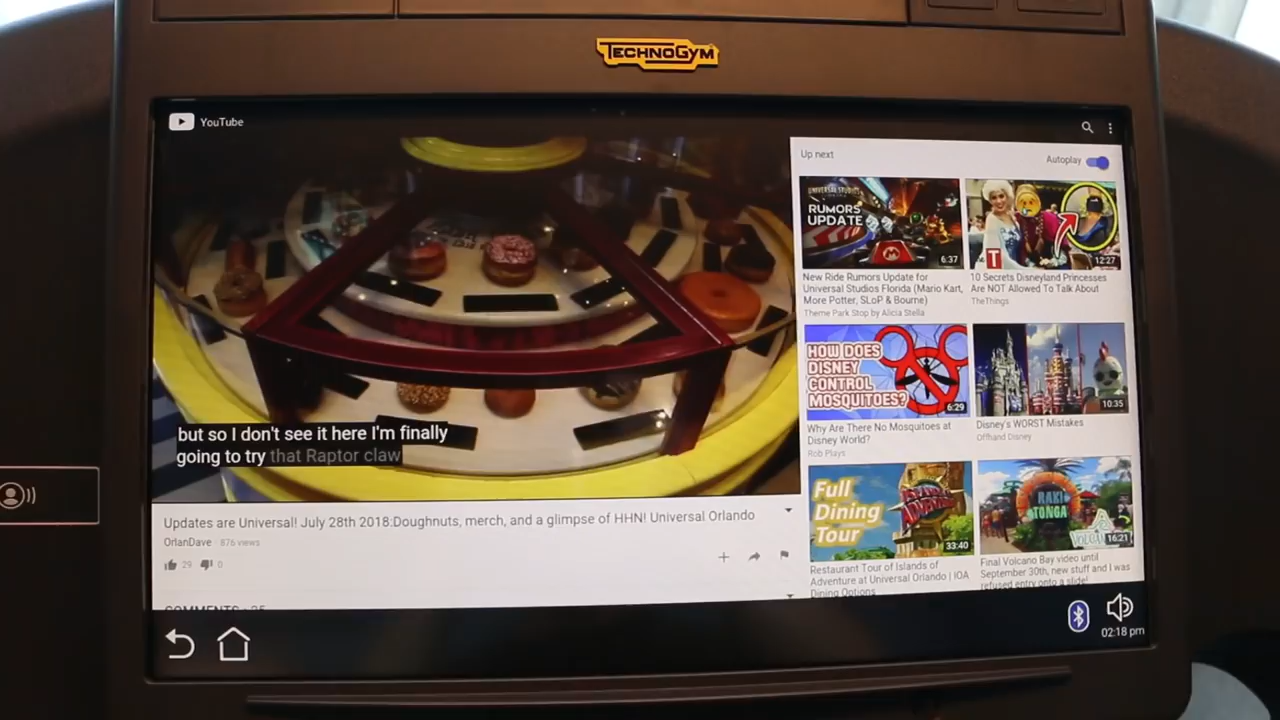 TECHNOGYM
YouTube
but so I don't see it here I'm finally
going to try that Raptor claw
Updates are Universal! July 28th 2018:Doughnuts, merch, and a glimpse of HHN! Universal Orlando
OrlanDave 876 views
29 0
Up next
Autoplay
UNIVERSAL STUDIOS
RUMORS
UPDATE
6:37
New Ride Rumors Update for
Universal Studios Florida (Mario Kart,
More Potter, SLoP & Bourne)
Theme Park Stop by Alicia Stella
T
12:27
10 Secrets Disneyland Princesses
Are NOT Allowed To Talk About
TheThings
HOW DOES
DISNEY
CONTROL
MOSQUITOES?
6:29
Why Are There No Mosquitoes at
Disney World?
Rob Plays
10:35
Disney's WORST Mistakes
Offhand Disney
Full
Dining
Tour
33:40
Restaurant Tour of Islands of
Adventure at Universal Orlando | IOA
Dining Options
RAKI
TONGA
16:21
Final Volcano Bay video until
September 30th, new stuff and I was
refused entry onto a slide!
02:18 pm